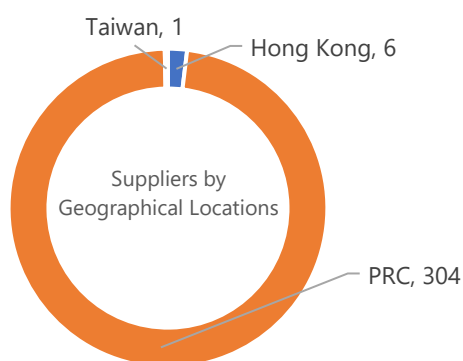 Taiwan, 1
Hong Kong, 6
Suppliers by
Geographical Locations
PRC, 304